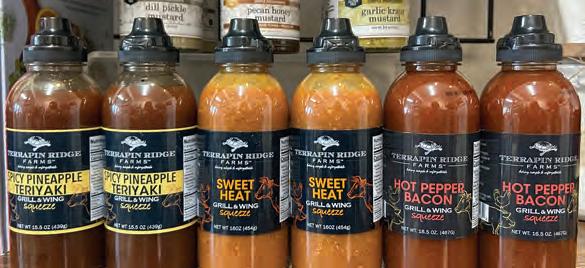 dill pickle
mustard
pecan honey
mustard
garlic kraut
mustard
TERRAPIN RIDGE
FARMS
SPICY PINEAPPLE
TERIYAKI
GRILL & WING
squeeze
NET WT 15.5 OZ (439g)
TERRAPIN RIDGE
FARMS
SPICY PINEAPPLE
TERIYAKI
GRILL & WING
squeeze
NET WT 15.5 OZ (439g)
TERRAPIN RIDGE
FARMS
SWEET
HEAT
GRILL & WING
squeeze
NET WT 16OZ (454g)
TERRAPIN RIDGE
FARMS
SWEET
HEAT
GRILL & WING
squeeze
NET WT 16OZ (454g)
TERRAPIN RIDGE
FARMS
HOT PEPPER
BACON
GRILL & WING
squeeze
NET WT. 16.5 OZ. (467G)
TERRAPIN RIDGE
FARMS
HOT PEPPER
BACON
GRILL & WING
squeeze
NET WT. 16.5 OZ. (467G)